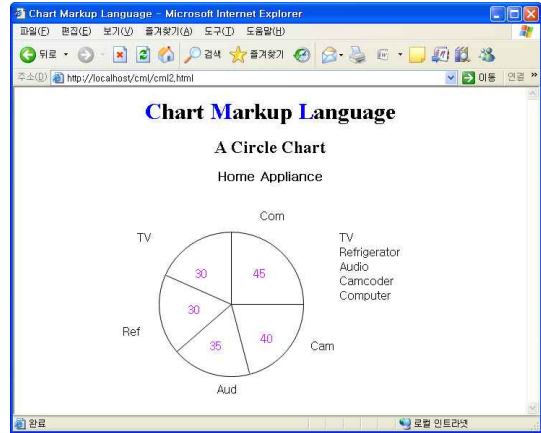 Chart Markup Language - Microsoft Internet Explorer
파일(F) 편집(E) 보기(V) 즐겨찾기(A) 도구(T) 도움말(H)
뒤로 검색 즐겨찾기
주소(D) http://localhost/cml/cml2.html 이동 연결 »
Chart Markup Language
A Circle Chart
Home Appliance
Com
TV
TV
Refrigerator
Audio
Camcoder
Computer
30
45
30
35
40
Ref
Cam
Aud
완료 로컬 인트라넷